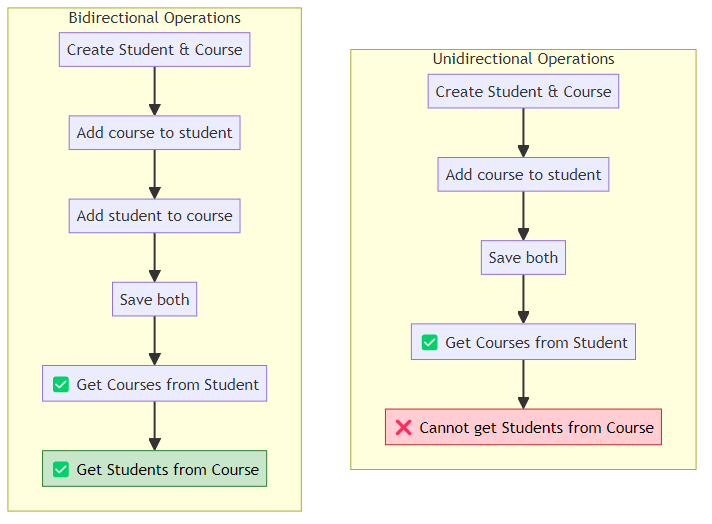 Bidirectional Operations
Create Student & Course
Add course to student
Add student to course
Save both
✅ Get Courses from Student
✅ Get Students from Course
Unidirectional Operations
Create Student & Course
Add course to student
Save both
✅ Get Courses from Student
❌ Cannot get Students from Course